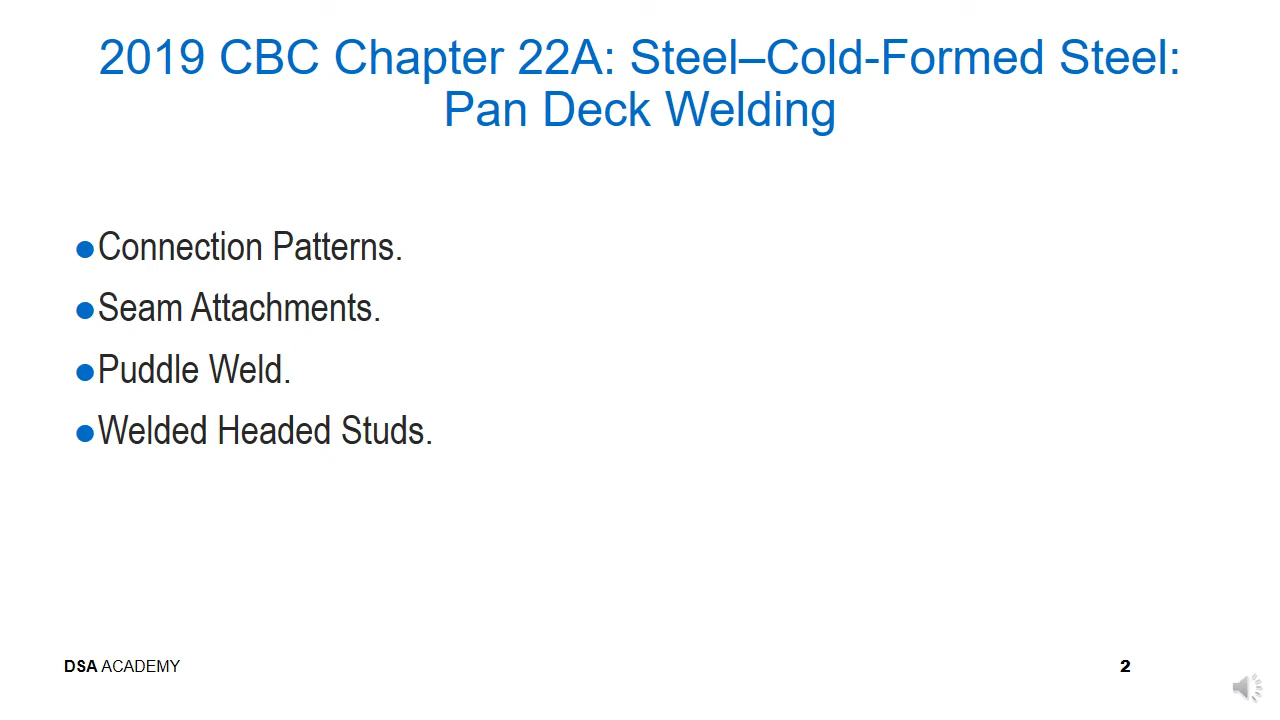 2019 CBC Chapter 22A: Steel–Cold-Formed Steel:
Pan Deck Welding
●Connection Patterns.
●Seam Attachments.
●Puddle Weld.
●Welded Headed Studs.
DSA ACADEMY
2